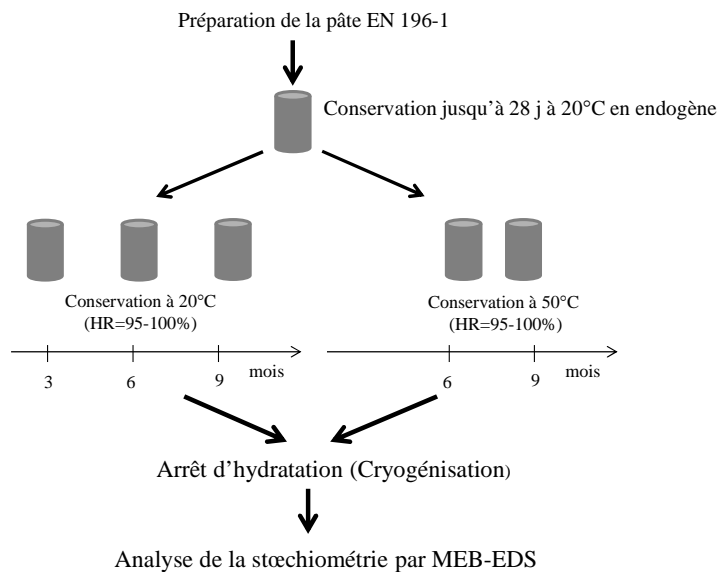 Préparation de la pâte EN 196-1
Conservation jusqu'à 28 j à 20°C en endogène
Conservation à 20°C
(HR=95-100%)
Conservation à 50°C
(HR=95-100%)
3 6 9 mois
6 9 mois
Arrêt d'hydratation (Cryogénisation)
Analyse de la stœchiométrie par MEB-EDS